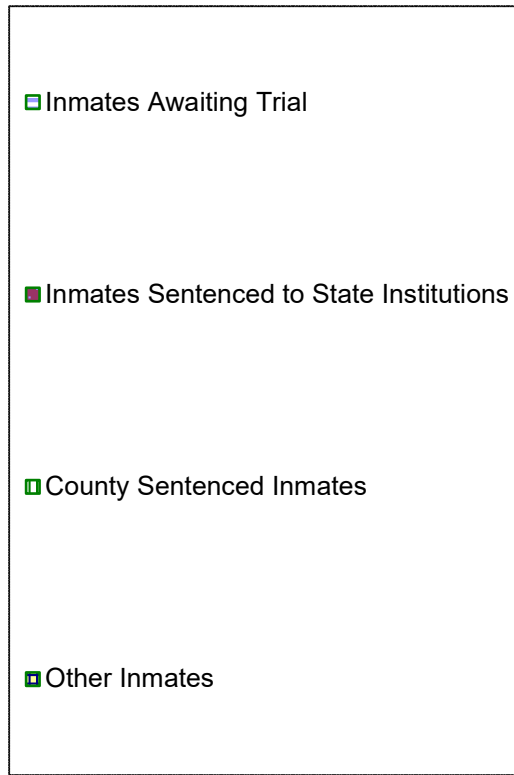 Inmates Awaiting Trial
Inmates Sentenced to State Institutions
County Sentenced Inmates
Other Inmates